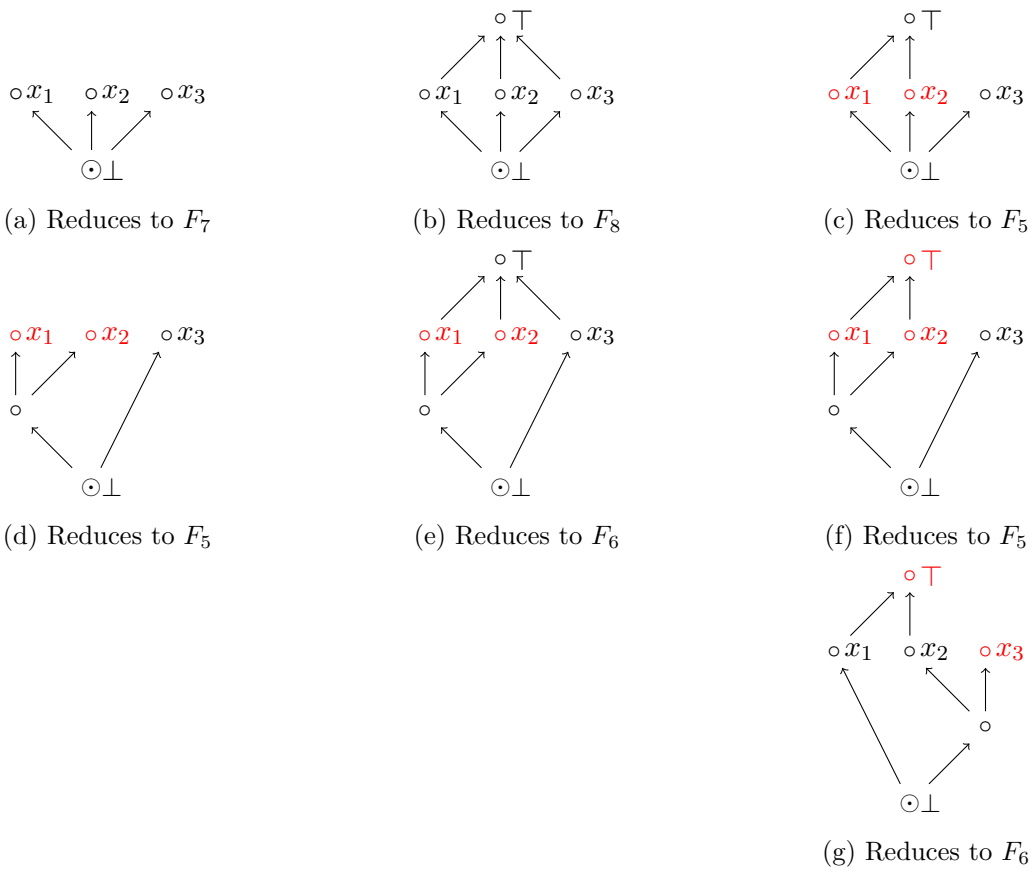 ⊤ ⊤
x₁ x₂ x₃ x₁ x₂ x₃ x₁ x₂ x₃
⊥ ⊥ ⊥
(a) Reduces to F₇ (b) Reduces to F₈ (c) Reduces to F₅
⊤ ⊤
x₁ x₂ x₃ x₁ x₂ x₃ x₁ x₂ x₃
⊥ ⊥ ⊥
(d) Reduces to F₅ (e) Reduces to F₆ (f) Reduces to F₅
⊤
x₁ x₂ x₃
⊥
(g) Reduces to F₆